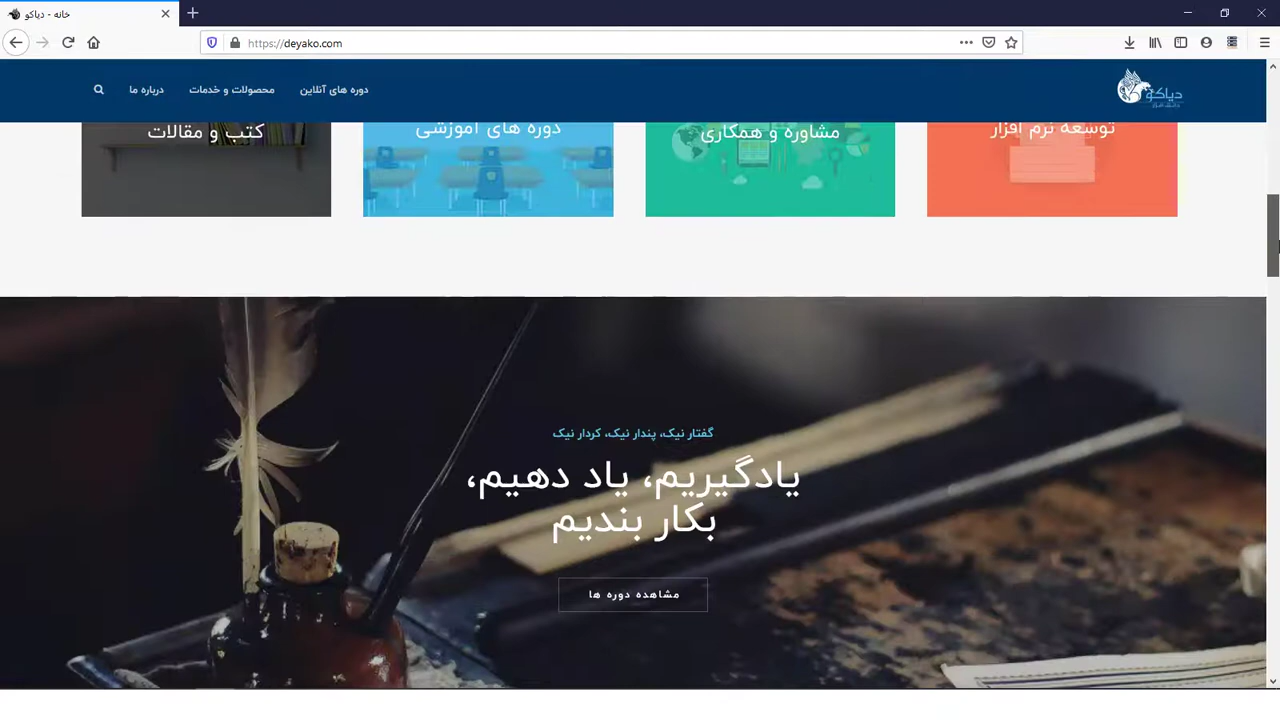 خانه - دیاکو
https://deyako.com
دوره های آنلاین
محصولات و خدمات
درباره ما
دیاکو
توسعه نرم افزار
مشاوره و همکاری
دوره های آموزشی
کتب و مقالات
گفتار نیک، پندار نیک، کردار نیک
یادگیریم، یاد دهیم،
بکار بندیم
مشاهده دوره ها